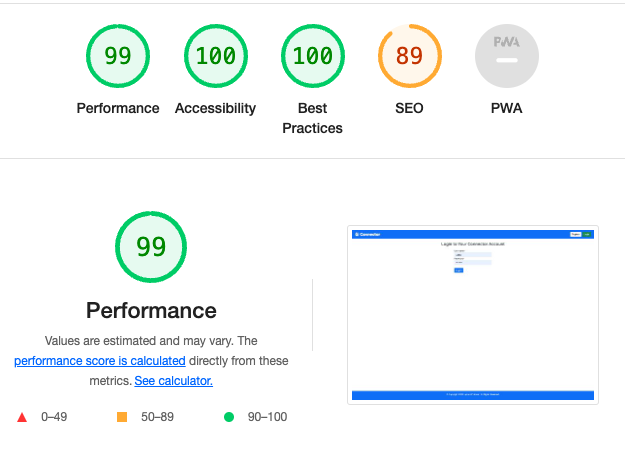 99
100
100
89
PWA
Performance
Accessibility
Best
Practices
SEO
PWA
99
Performance
Values are estimated and may vary. The
performance score is calculated directly from these
metrics. See calculator.
0–49
50–89
90–100
Login to Your Connection Account